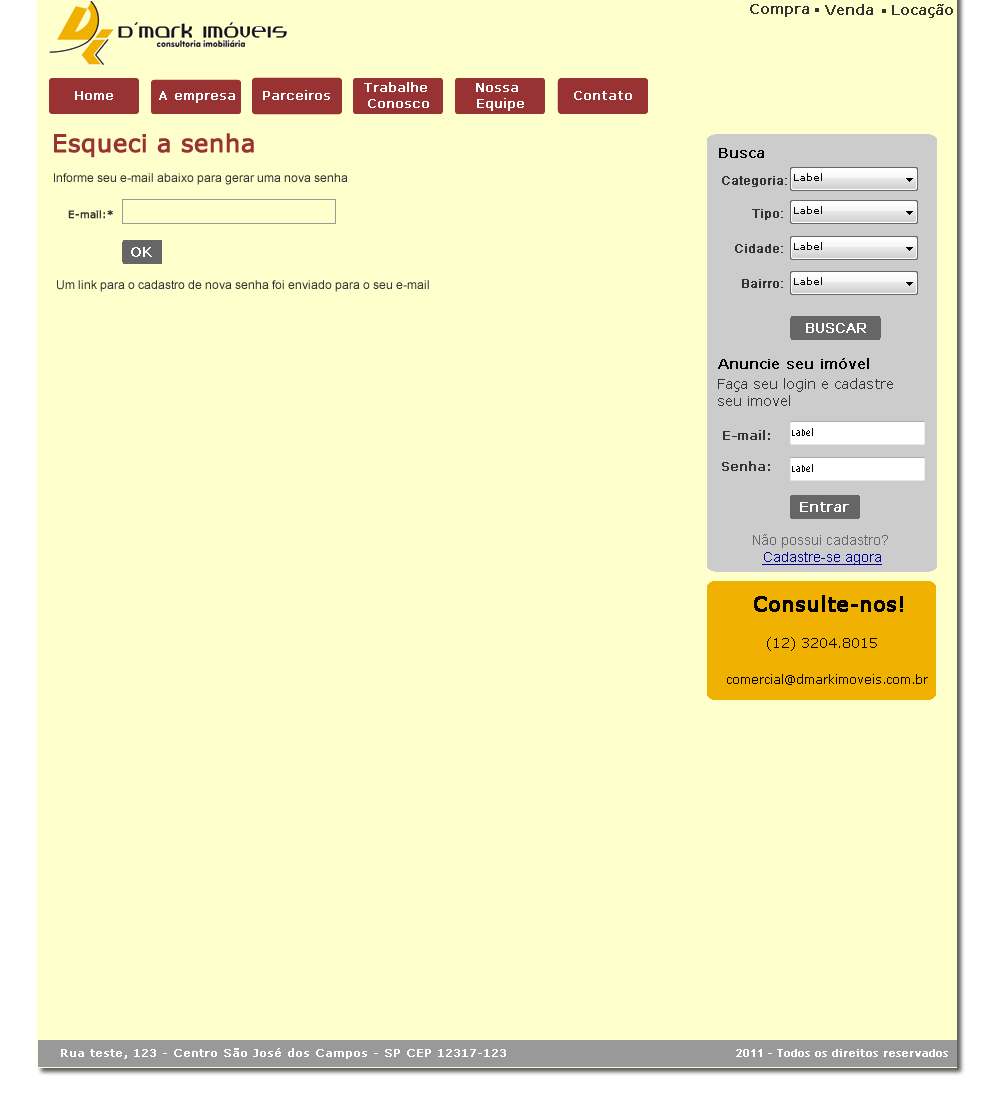 D'mark imóveis
consultoria imobiliária
Compra ▪ Venda ▪ Locação
Home
A empresa
Parceiros
Trabalhe
Conosco
Nossa
Equipe
Contato
Esqueci a senha
Informe seu e-mail abaixo para gerar uma nova senha
E-mail:*
OK
Um link para o cadastro de nova senha foi enviado para o seu e-mail
Busca
Categoria: Label
Tipo: Label
Cidade: Label
Bairro: Label
BUSCAR
Anuncie seu imóvel
Faça seu login e cadastre
seu imovel
E-mail: Label
Senha: Label
Entrar
Não possui cadastro?
Cadastre-se agora
Consulte-nos!
(12) 3204.8015
comercial@dmarkimoveis.com.br
Rua teste, 123 - Centro São José dos Campos - SP CEP 12317-123
2011 - Todos os direitos reservados